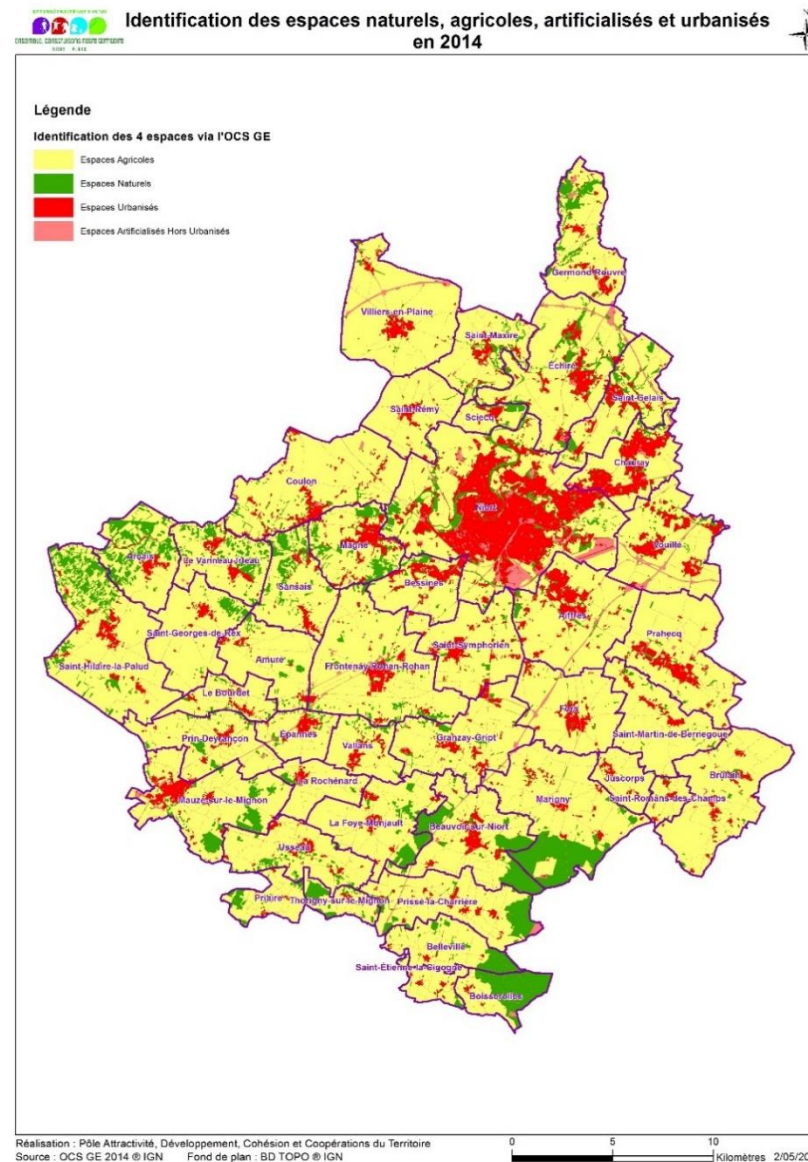 Identification des espaces naturels, agricoles, artificialisés et urbanisés
en 2014
Légende
Identification des 4 espaces via l'OCS GE
Espaces Agricoles
Espaces Naturels
Espaces Urbanisés
Espaces Artificialisés Hors Urbanisés
Germond-Rouvre
Villiers-en-Plaine
Saint-Maxire
Échiré
Saint-Gelais
Saint-Rémy
Sciecq
Chauray
Coulon
Niort
Magné
Vouillé
Arçais
Le Vanneau-Irleau
Sansais
Bessines
Aiffres
Saint-Georges-de-Rex
Saint-Symphorien
Prahecq
Amuré
Saint-Hilaire-la-Palud
Frontenay-Rohan-Rohan
Le Bourdet
Fors
Prin-Deyrançon
Épannes
Vallans
Granzay-Gript
Saint-Martin-de-Bernegoue
La Rochénard
Juscorps
Brûlain
Mauzé-sur-le-Mignon
Marigny
Saint-Romans-des-Champs
La Foye-Monjault
Beauvoir-sur-Niort
Usseau
Priaire
Thorigny-sur-le-Mignon
Prissé-la-Charrière
Belleville
Saint-Étienne-la-Cigogne
Boisserolles
Réalisation : Pôle Attractivité, Développement, Cohésion et Coopérations du Territoire
Source : OCS GE 2014 ® IGN Fond de plan : BD TOPO ® IGN
0 5 10
Kilomètres 2/05/20